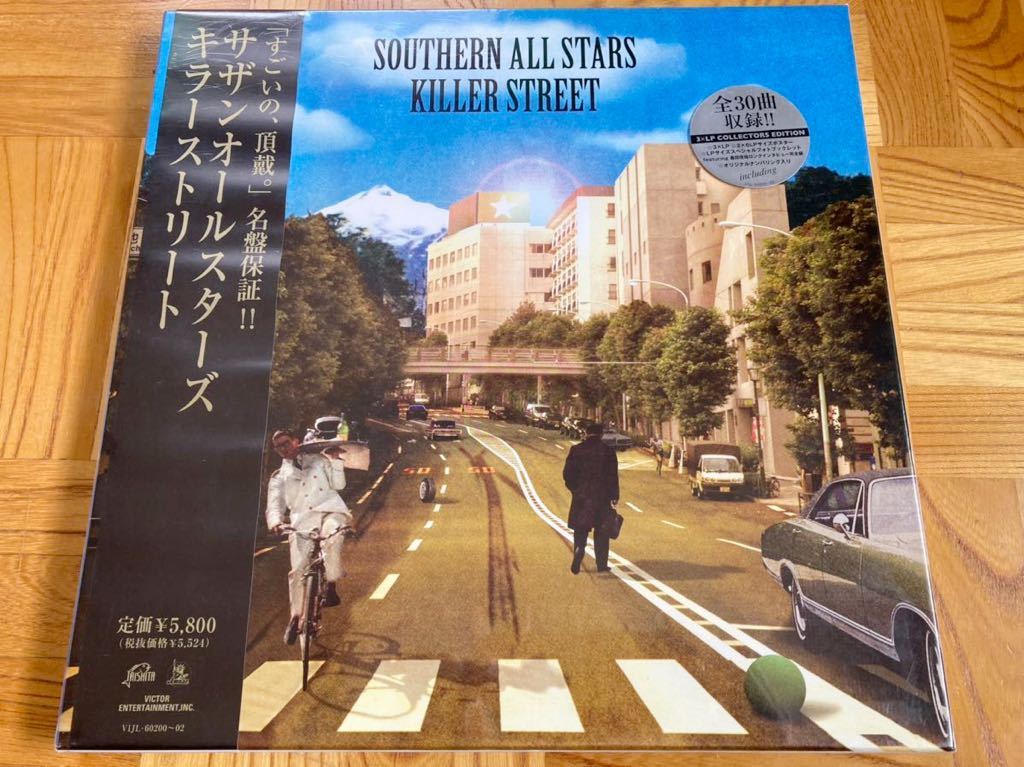 「すごいの、頂戴。」名盤保証!!
サザンオールスターズ
キラーストリート
定価¥5,800
(税抜価格¥5,524)
TAISHITA
VICTOR
ENTERTAINMENT,INC.
VIJL-60200~02
SOUTHERN ALL STARS
KILLER STREET
全30曲
収録!!
3×LP COLLECTORS EDITION
including
50
50